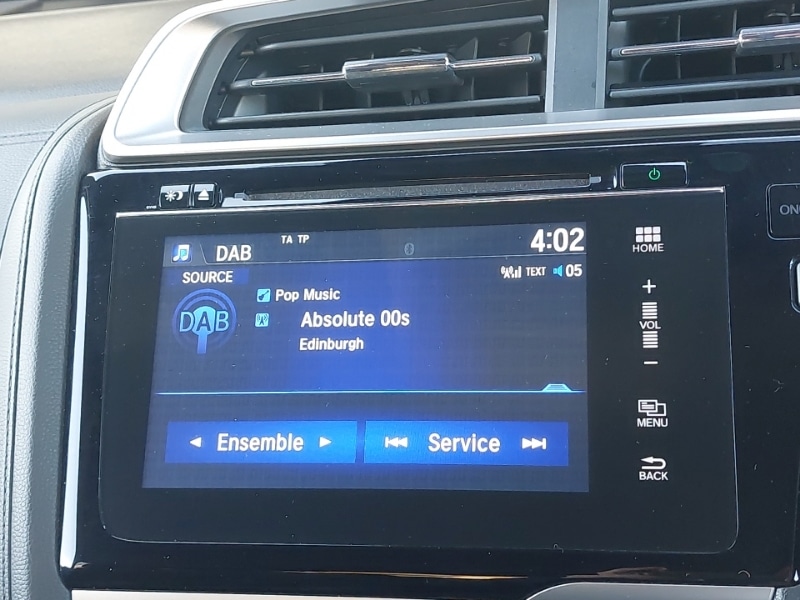 DAB
TA TP
4:02
HOME
SOURCE
TEXT 05
Pop Music
DAB
Absolute 00s
Edinburgh
+
VOL
−
MENU
Ensemble
Service
BACK